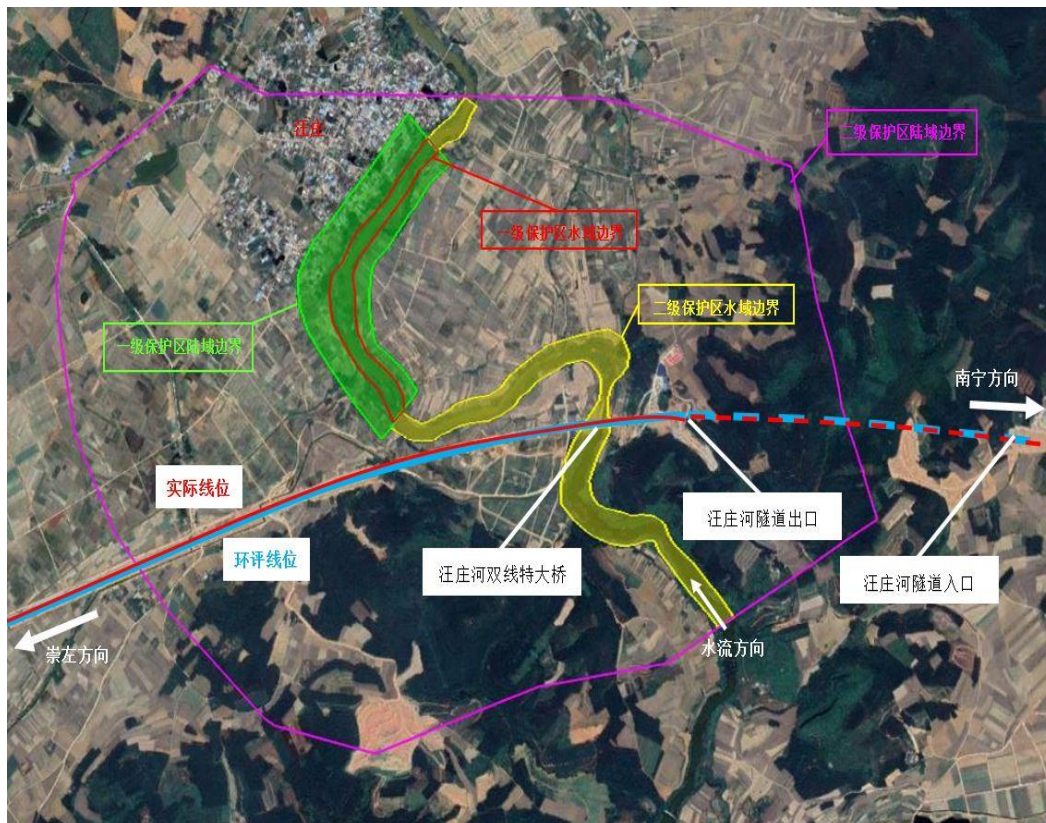 汪庄
二级保护区陆域边界
一级保护区水域边界
二级保护区水域边界
一级保护区陆域边界
南宁方向
实际线位
汪庄河隧道出口
环评线位
汪庄河双线特大桥
汪庄河隧道入口
崇左方向
水流方向